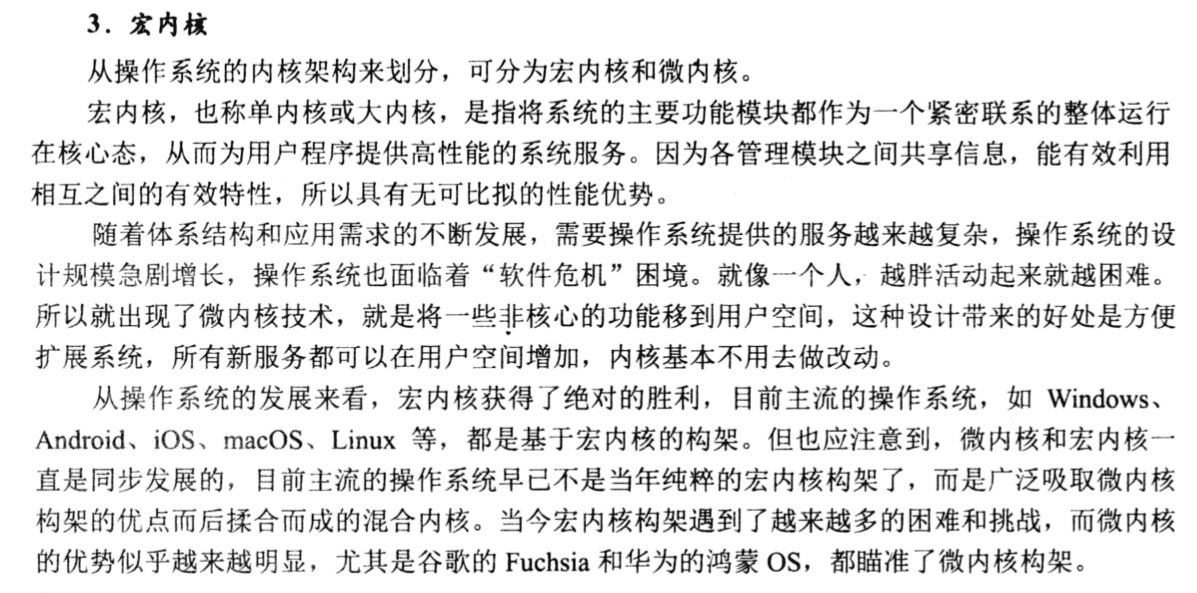 3．宏内核
从操作系统的内核架构来划分，可分为宏内核和微内核。
宏内核，也称单内核或大内核，是指将系统的主要功能模块都作为一个紧密联系的整体运行
在核心态，从而为用户程序提供高性能的系统服务。因为各管理模块之间共享信息，能有效利用
相互之间的有效特性，所以具有无可比拟的性能优势。
随着体系结构和应用需求的不断发展，需要操作系统提供的服务越来越复杂，操作系统的设
计规模急剧增长，操作系统也面临着“软件危机”困境。就像一个人，越胖活动起来就越困难。
所以就出现了微内核技术，就是将一些非核心的功能移到用户空间，这种设计带来的好处是方便
扩展系统，所有新服务都可以在用户空间增加，内核基本不用去做改动。
从操作系统的发展来看，宏内核获得了绝对的胜利，目前主流的操作系统，如 Windows、
Android、iOS、macOS、Linux 等，都是基于宏内核的构架。但也应注意到，微内核和宏内核一
直是同步发展的，目前主流的操作系统早已不是当年纯粹的宏内核构架了，而是广泛吸取微内核
构架的优点而后揉合而成的混合内核。当今宏内核构架遇到了越来越多的困难和挑战，而微内核
的优势似乎越来越明显，尤其是谷歌的 Fuchsia 和华为的鸿蒙 OS，都瞄准了微内核构架。